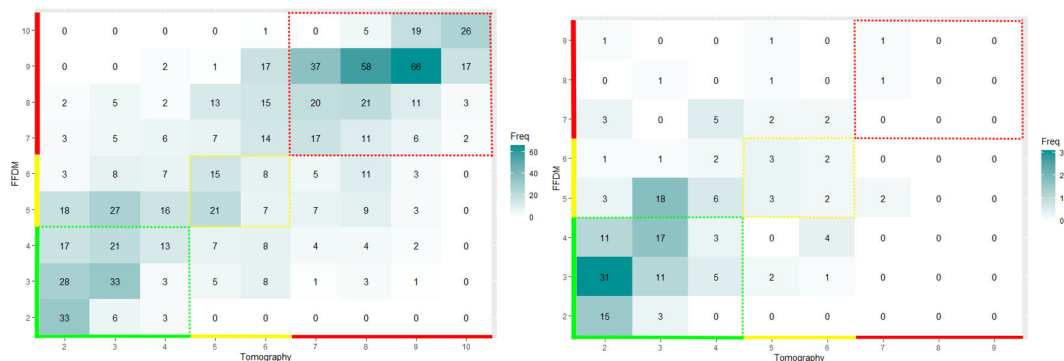 10 0 0 0 0 1 0 5 19 26
9 0 0 2 1 17 37 58 66 17
8 2 5 2 13 15 20 21 11 3
7 3 5 6 7 14 17 11 6 2
6 3 8 7 15 8 5 11 3 0
5 18 27 16 21 7 7 9 3 0
4 17 21 13 7 8 4 4 2 0
3 28 33 3 5 8 1 3 1 0
2 33 6 3 0 0 0 0 0 0
2 3 4 5 6 7 8 9 10
FFDM
Tomography
Freq
60
40
20
0
9 1 0 0 1 0 1 0 0
8 0 1 0 1 0 1 0 0
7 3 0 5 2 2 0 0 0
6 1 1 2 3 2 0 0 0
5 3 18 6 3 2 2 0 0
4 11 17 3 0 4 0 0 0
3 31 11 5 2 1 0 0 0
2 15 3 0 0 0 0 0 0
2 3 4 5 6 7 8 9
FFDM
Tomography
Freq
3
2
1
0